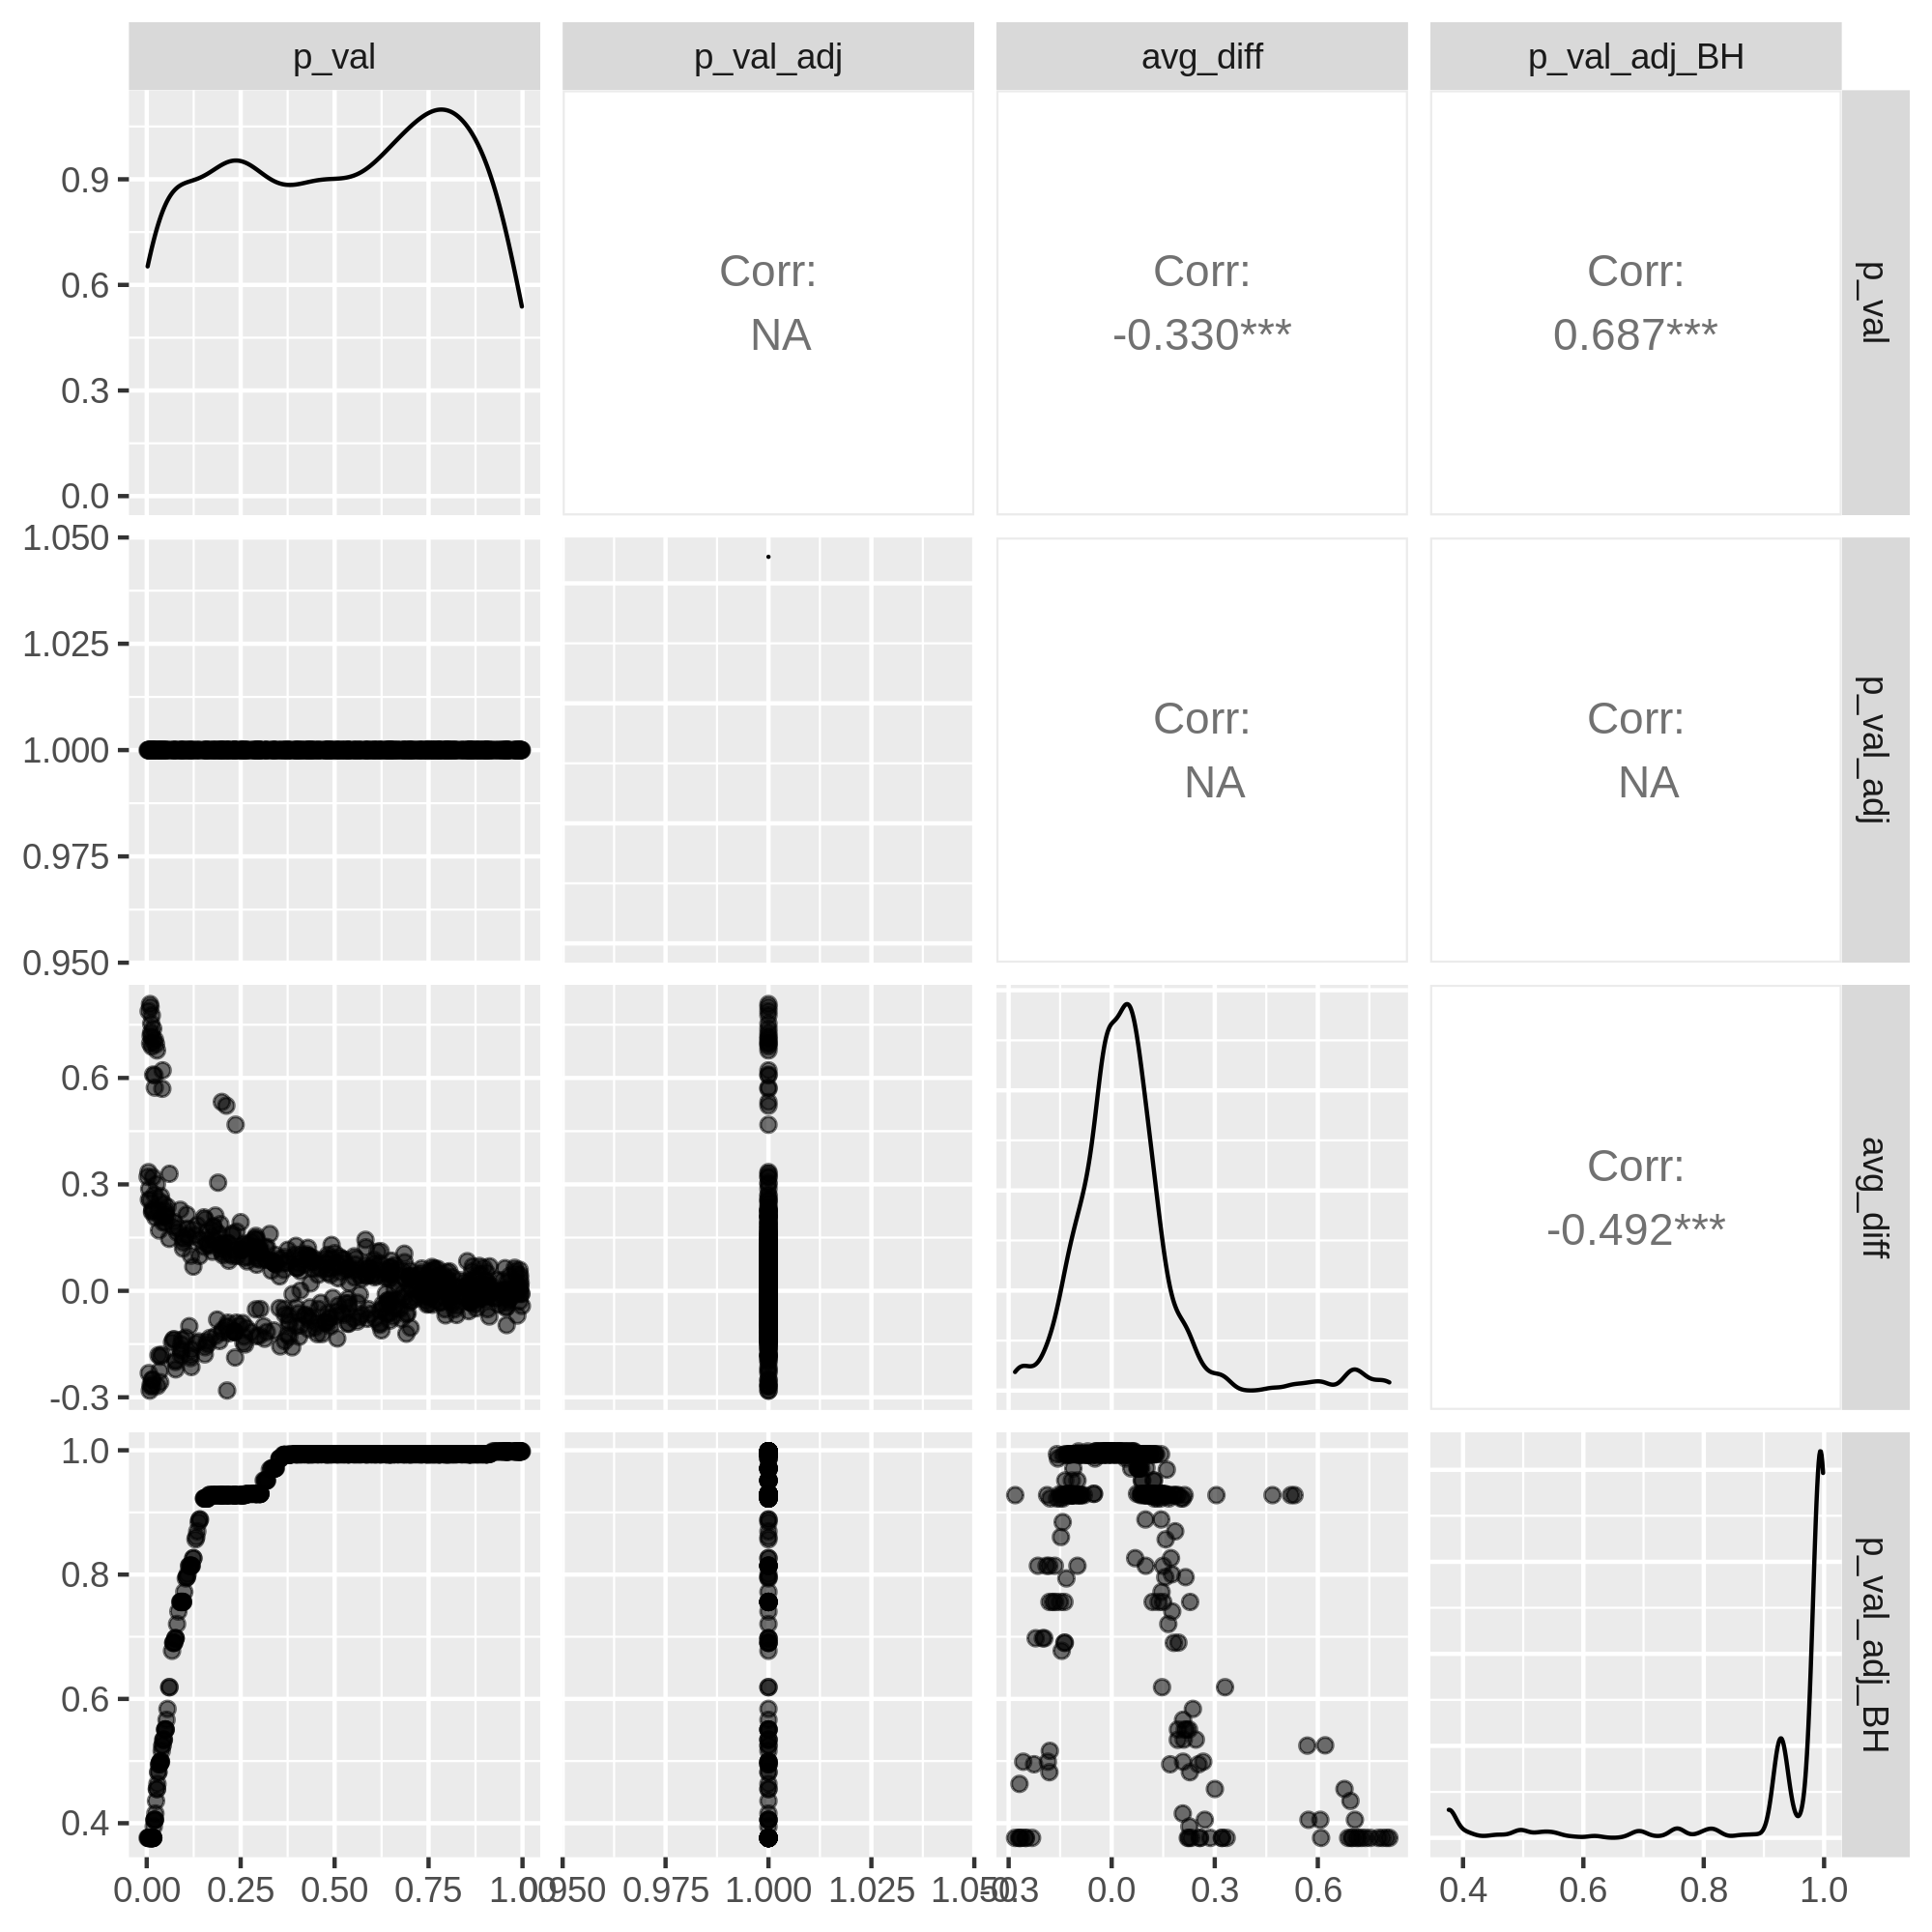 p_val
p_val_adj
avg_diff
p_val_adj_BH
0.9
0.6
0.3
0.0
Corr:
NA
Corr:
-0.330***
Corr:
0.687***
p_val
1.050
1.025
1.000
0.975
0.950
Corr:
NA
Corr:
NA
p_val_adj
0.6
0.3
0.0
-0.3
Corr:
-0.492***
avg_diff
1.0
0.8
0.6
0.4
p_val_adj_BH
0.00 0.25 0.50 0.75 1.00
0.950 0.975 1.000 1.025 1.050
-0.3 0.0 0.3 0.6
0.4 0.6 0.8 1.0